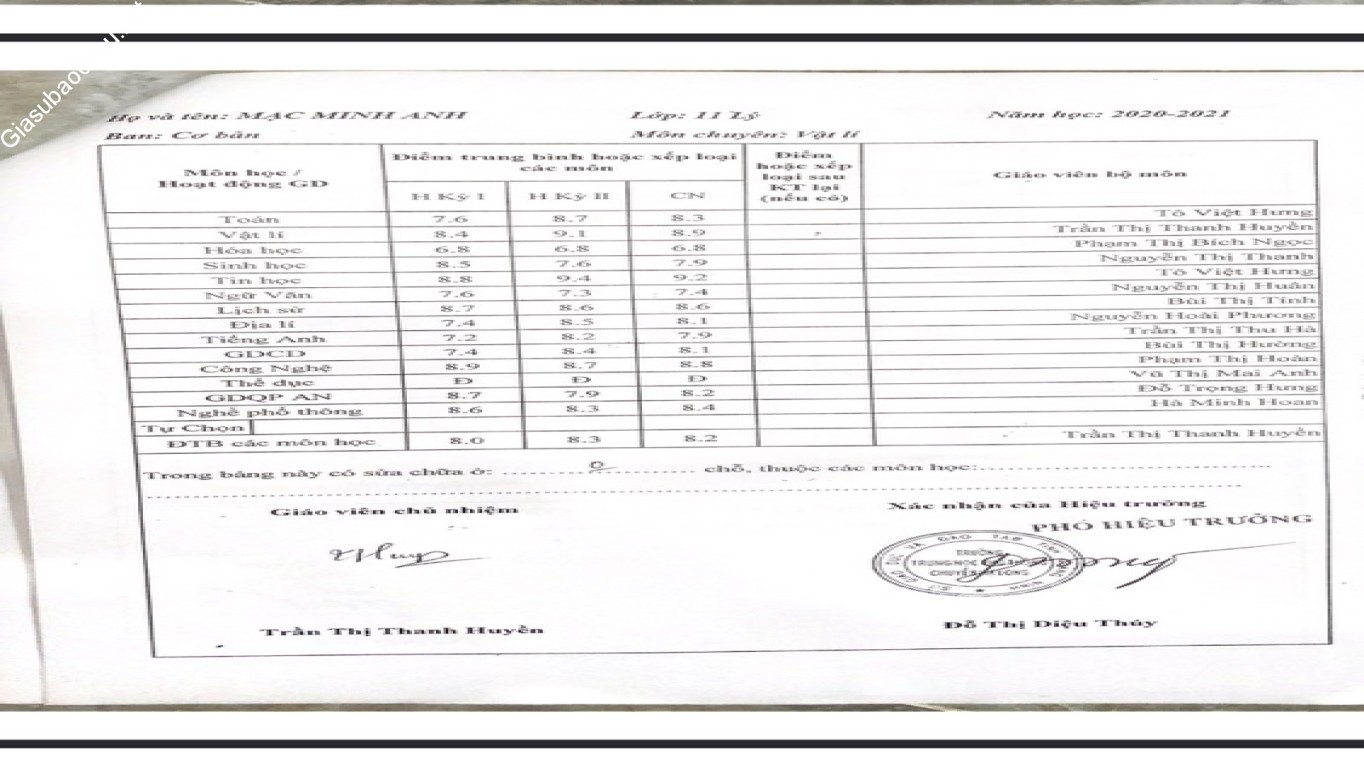 Giasubaoc
Họ và tên: MẠC MINH ANH Lớp: 11 Lý Năm học: 2020-2021
Ban: Cơ bản Môn chuyên: Vật lí
Môn học / Hoạt động GD Điểm trung bình hoặc xếp loại các môn Điểm hoặc xếp loại sau KT lại (nếu có) Giáo viên bộ môn
H Kỳ I H Kỳ II CN
Toán 7.6 8.7 8.3 Tô Việt Hưng
Vật lí 8.4 9.1 8.9 Trần Thị Thanh Huyền
Hóa học 6.8 6.8 6.8 Phạm Thị Bích Ngọc
Sinh học 8.5 7.6 7.9 Nguyễn Thị Thanh
Tin học 8.8 9.4 9.2 Tô Việt Hưng
Ngữ Văn 7.6 7.3 7.4 Nguyễn Thị Huân
Lịch sử 8.7 8.6 8.6 Bùi Thị Tình
Địa lí 7.4 8.5 8.1 Nguyễn Hoài Phương
Tiếng Anh 7.2 8.2 7.9 Trần Thị Thu Hà
GDCD 7.4 8.4 8.1 Bùi Thị Hường
Công Nghệ 8.9 8.7 8.8 Phạm Thị Hoàn
Thể dục Đ Đ Đ Vũ Thị Mai Anh
GDQP AN 8.7 7.9 8.2 Đỗ Trọng Hưng
Nghề phổ thông 8.6 8.3 8.4 Hà Minh Hoan
Tự Chọn
ĐTB các môn học 8.0 8.3 8.2 Trần Thị Thanh Huyền
Trong bảng này có sửa chữa ở: 0 chỗ, thuộc các môn học:
Giáo viên chủ nhiệm Xác nhận của Hiệu trưởng
PHÓ HIỆU TRƯỞNG
TRƯỜNG
TRUNG HỌC
CHUYÊN
Trần Thị Thanh Huyền Đỗ Thị Diệu Thúy